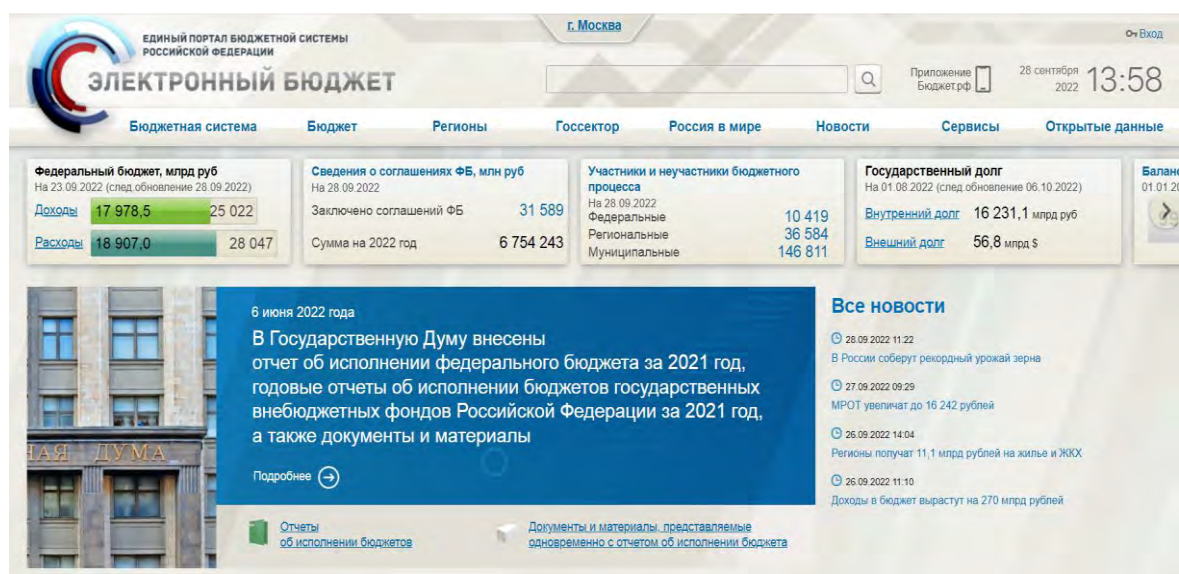 г. Москва
ЕДИНЫЙ ПОРТАЛ БЮДЖЕТНОЙ СИСТЕМЫ
РОССИЙСКОЙ ФЕДЕРАЦИИ
ЭЛЕКТРОННЫЙ БЮДЖЕТ
Вход
Приложение
Бюджет.рф
28 сентября
2022
13:58
Бюджетная система Бюджет Регионы Госсектор Россия в мире Новости Сервисы Открытые данные
Федеральный бюджет, млрд руб
На 23.09.2022 (след.обновление 28.09.2022)
Доходы 17 978,5 25 022
Расходы 18 907,0 28 047
Сведения о соглашениях ФБ, млн руб
На 28.09.2022
Заключено соглашений ФБ 31 589
Сумма на 2022 год 6 754 243
Участники и неучастники бюджетного
процесса
На 28.09.2022
Федеральные 10 419
Региональные 36 584
Муниципальные 146 811
Государственный долг
На 01.08.2022 (след.обновление 06.10.2022)
Внутренний долг 16 231,1 млрд руб
Внешний долг 56,8 млрд $
6 июня 2022 года
В Государственную Думу внесены
отчет об исполнении федерального бюджета за 2021 год,
годовые отчеты об исполнении бюджетов государственных
внебюджетных фондов Российской Федерации за 2021 год,
а также документы и материалы
Подробнее
НАЯ ДУМА
Отчеты
об исполнении бюджетов
Документы и материалы, представляемые
одновременно с отчетом об исполнении бюджета
Все новости
28.09.2022 11:22
В России соберут рекордный урожай зерна
27.09.2022 09:29
МРОТ увеличат до 16 242 рублей
26.09.2022 14:04
Регионы получат 11,1 млрд рублей на жилье и ЖКХ
26.09.2022 11:10
Доходы в бюджет вырастут на 270 млрд рублей